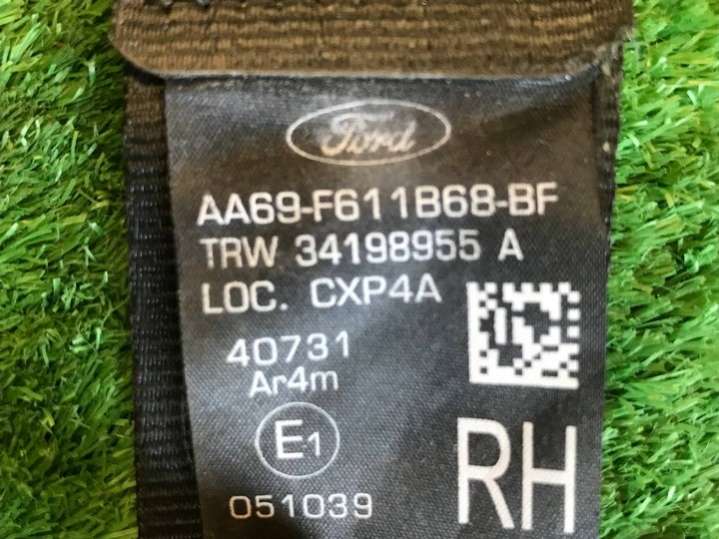 Ford
AA69-F611B68-BF
TRW 34198955 A
LOC. CXP4A
40731
Ar4m
E1
051039
RH